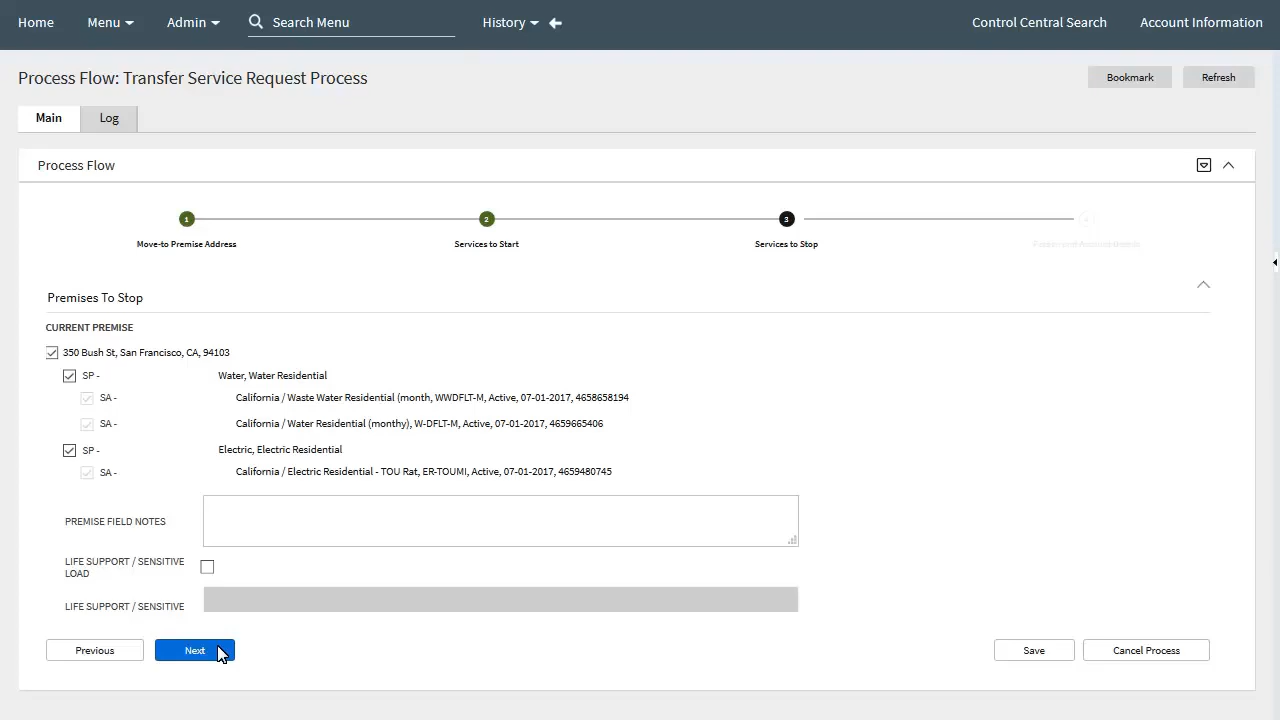 Home Menu Admin Search Menu History Control Central Search Account Information
Process Flow: Transfer Service Request Process
Bookmark Refresh
Main Log
Process Flow
1 2 3 4
Move-to Premise Address Services to Start Services to Stop Person and Account Details
Premises To Stop
CURRENT PREMISE
350 Bush St, San Francisco, CA, 94103
SP - Water, Water Residential
SA - California / Waste Water Residential (month, WWDFLT-M, Active, 07-01-2017, 4658658194
SA - California / Water Residential (monthy), W-DFLT-M, Active, 07-01-2017, 4659665406
SP - Electric, Electric Residential
SA - California / Electric Residential - TOU Rat, ER-TOUMI, Active, 07-01-2017, 4659480745
PREMISE FIELD NOTES
LIFE SUPPORT / SENSITIVE
LOAD
LIFE SUPPORT / SENSITIVE
Previous Next Save Cancel Process